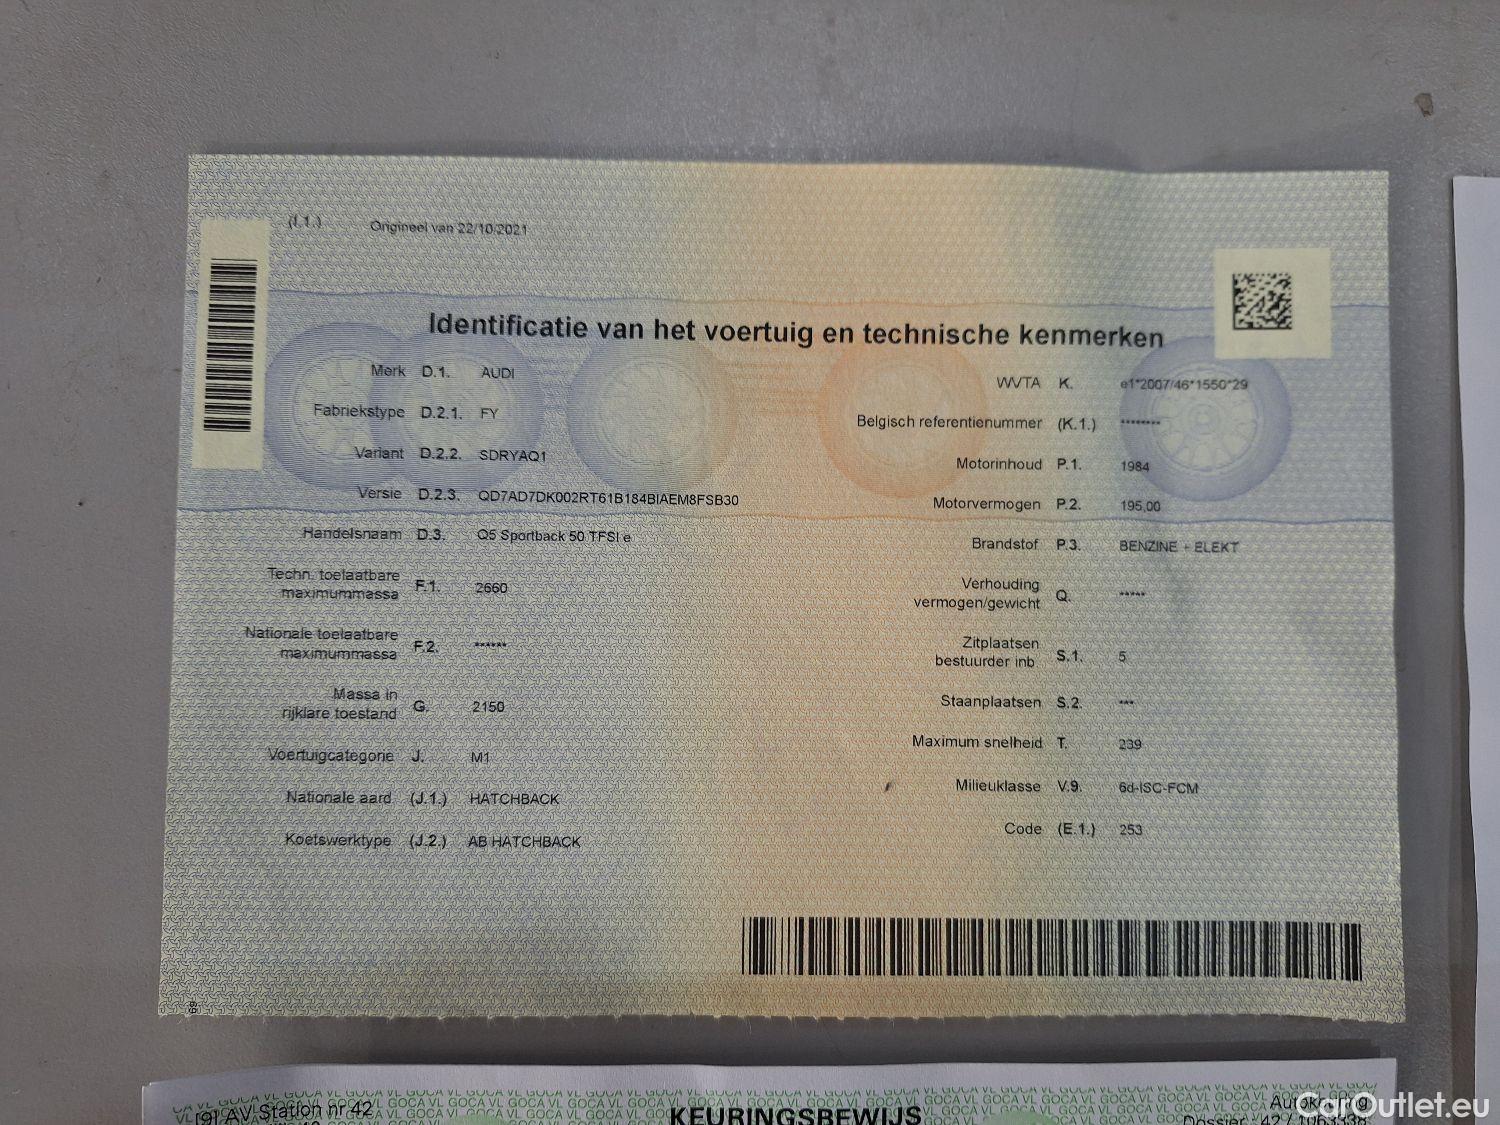 (I.1.) Origineel van 22/10/2021
Identificatie van het voertuig en technische kenmerken
Merk D.1. AUDI
Fabriekstype D.2.1. FY
Variant D.2.2. SDRYAQ1
Versie D.2.3. QD7AD7DK002RT61B184BIAEM8FSB30
Handelsnaam D.3. Q5 Sportback 50 TFSI e
Techn. toelaatbare
maximummassa F.1. 2660
Nationale toelaatbare
maximummassa F.2. ******
Massa in
rijklare toestand G. 2150
Voertuigcategorie J. M1
Nationale aard (J.1.) HATCHBACK
Koetswerktype (J.2.) AB HATCHBACK
WVTA K. e1*2007/46*1550*29
Belgisch referentienummer (K.1.) ********
Motorinhoud P.1. 1984
Motorvermogen P.2. 195,00
Brandstof P.3. BENZINE + ELEKT
Verhouding
vermogen/gewicht Q. *****
Zitplaatsen
bestuurder inb S.1. 5
Staanplaatsen S.2. ***
Maximum snelheid T. 239
Milieuklasse V.9. 6d-ISC-FCM
Code (E.1.) 253
69
[9] AV Station nr 42
KEURINGSBEWIJS
CarOutlet.eu